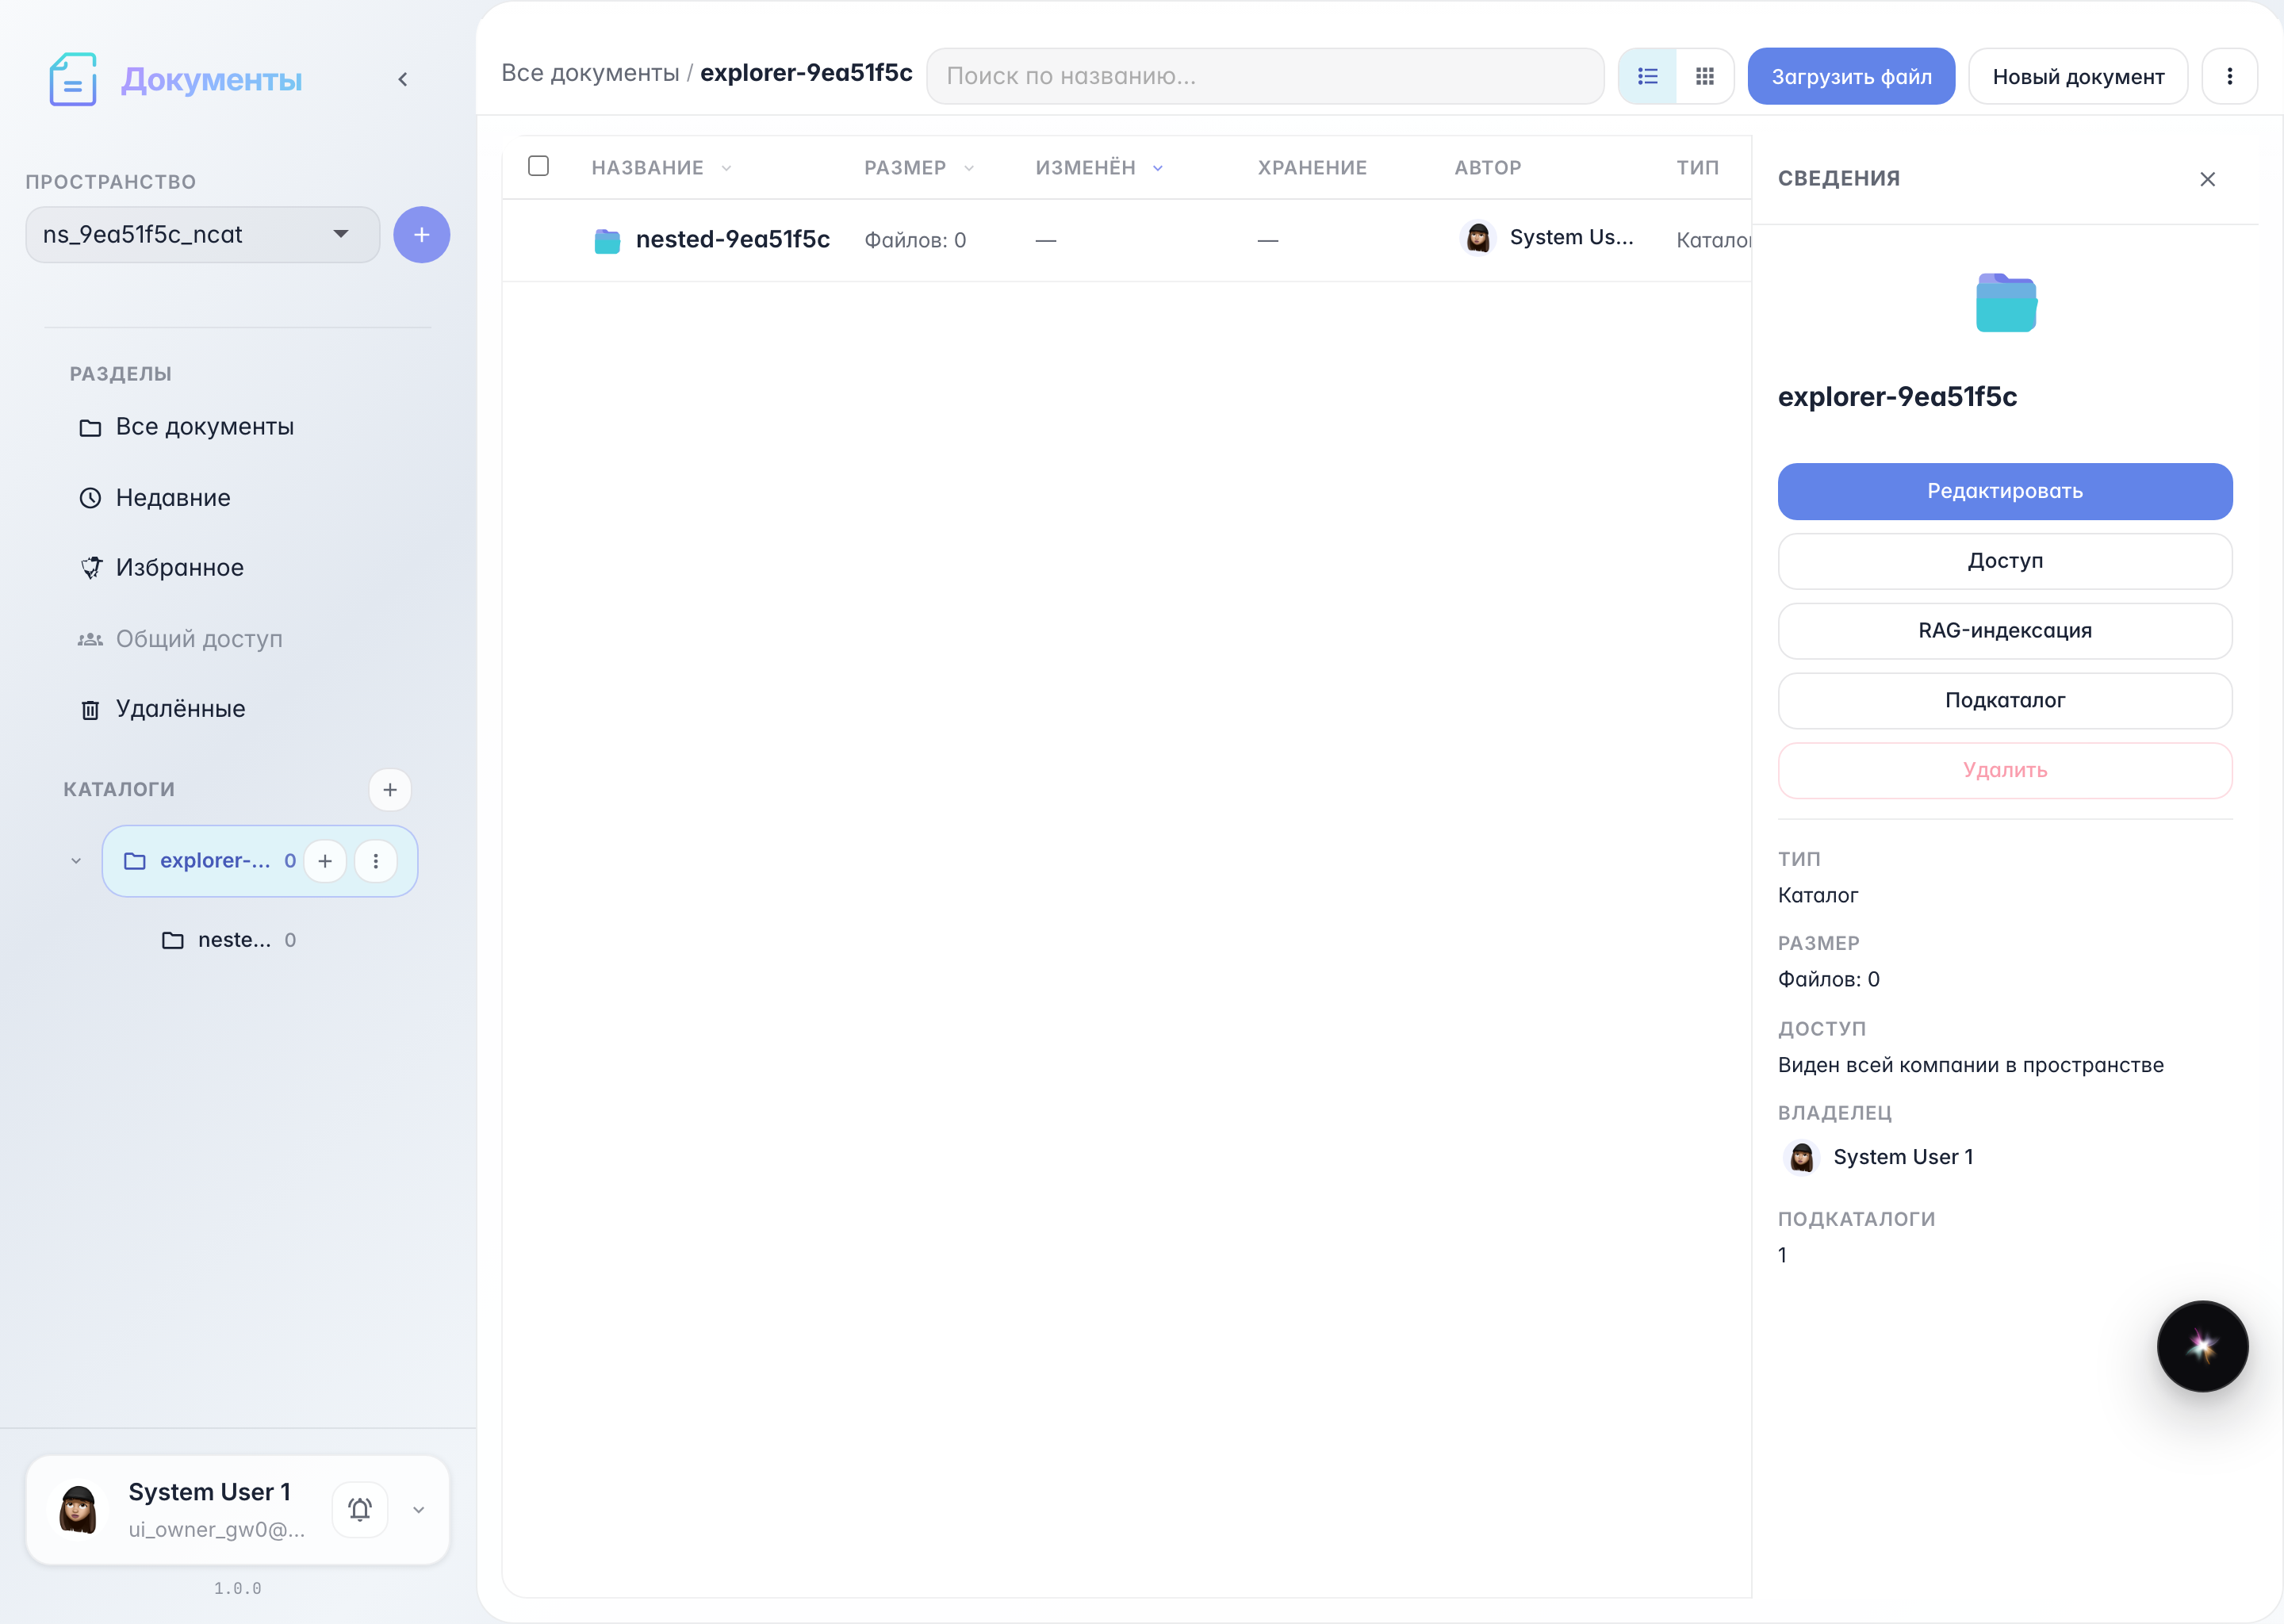 Документы
ПРОСТРАНСТВО
ns_9ea51f5c_ncat
РАЗДЕЛЫ
Все документы
Недавние
Избранное
Общий доступ
Удалённые
КАТАЛОГИ
explorer-... 0
neste... 0
System User 1
ui_owner_gw0@...
1.0.0
Все документы / explorer-9ea51f5c
Поиск по названию...
Загрузить файл
Новый документ
НАЗВАНИЕ РАЗМЕР ИЗМЕНЁН ХРАНЕНИЕ АВТОР ТИП
nested-9ea51f5c Файлов: 0 — — System Us... Катало
СВЕДЕНИЯ
explorer-9ea51f5c
Редактировать
Доступ
RAG-индексация
Подкаталог
Удалить
ТИП
Каталог
РАЗМЕР
Файлов: 0
ДОСТУП
Виден всей компании в пространстве
ВЛАДЕЛЕЦ
System User 1
ПОДКАТАЛОГИ
1